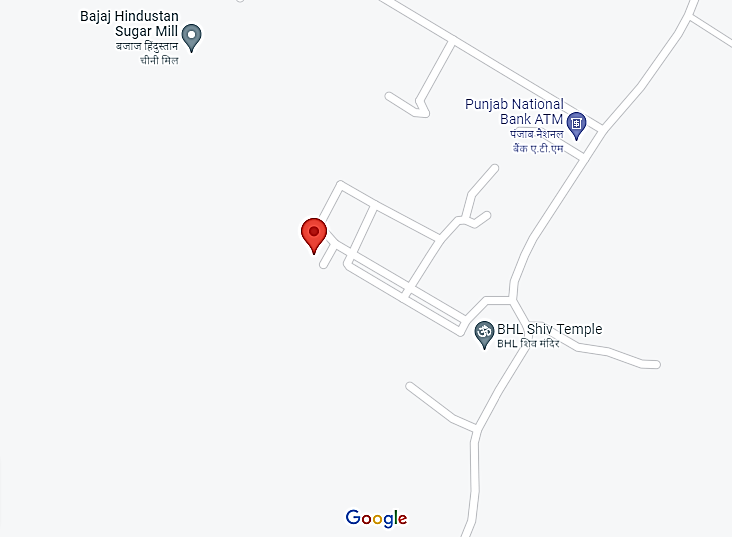 Bajaj Hindustan
Sugar Mill
बजाज हिंदुस्तान
चीनी मिल
Punjab National
Bank ATM
पंजाब नैशनल
बैंक ए.टी.एम
BHL Shiv Temple
BHL शिव मंदिर
Google